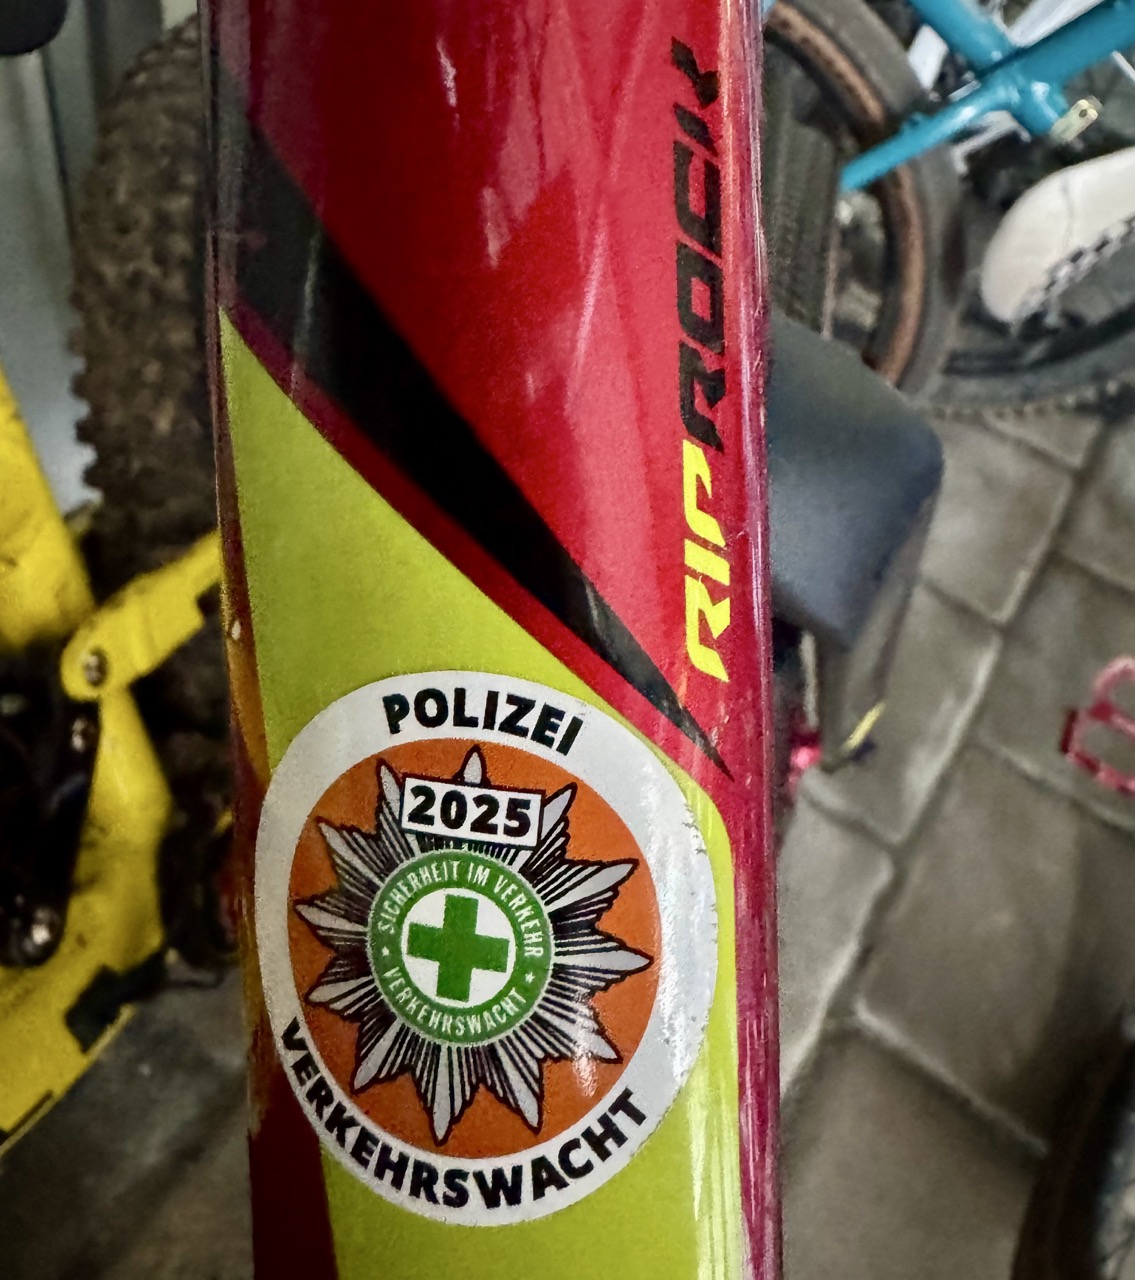 RIPROCK
POLIZEI
2025
SICHERHEIT IM VERKEHR
VERKEHRSWACHT
VERKEHRSWACHT